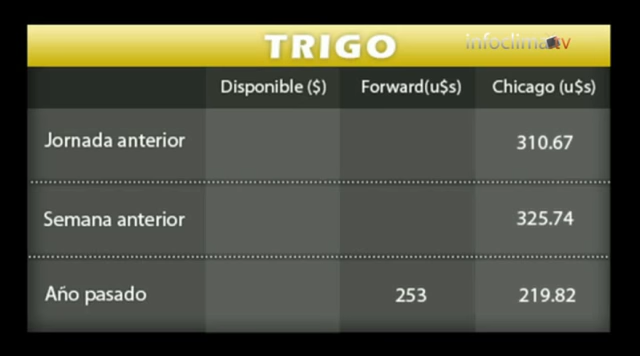 TRIGO
infoclima tv
Disponible ($) Forward(u$s) Chicago (u$s)
Jornada anterior 310.67
Semana anterior 325.74
Año pasado 253 219.82